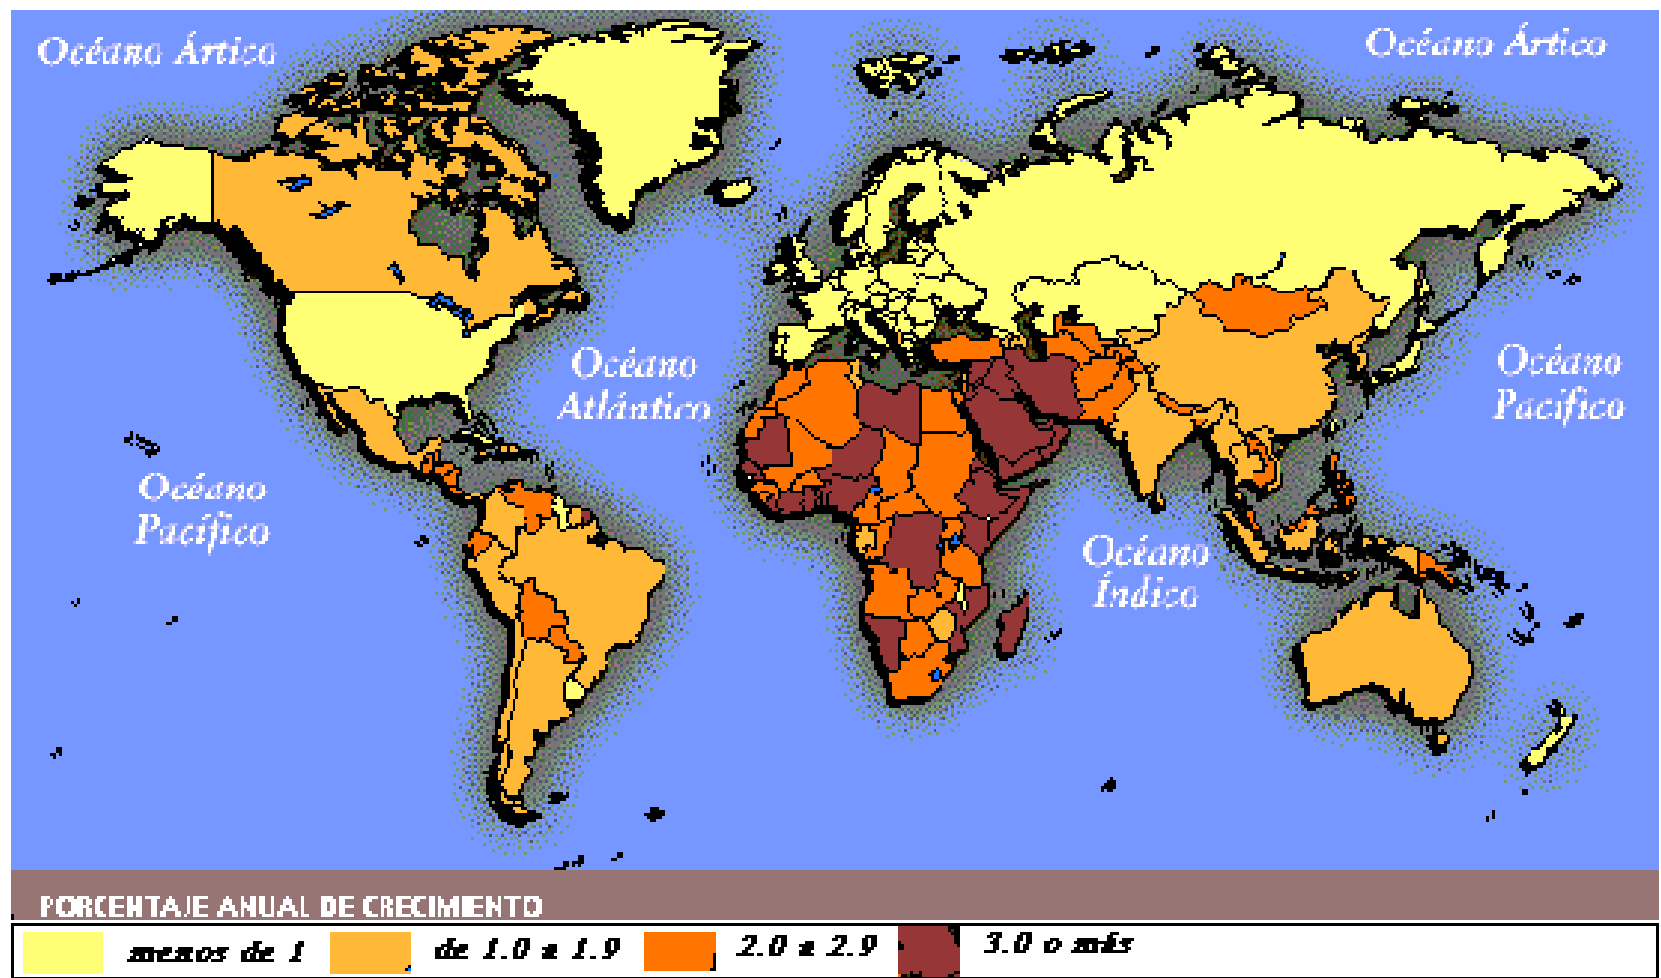 Océano Ártico
Océano Ártico
Océano
Atlántico
Océano
Pacífico
Océano
Pacífico
Océano
Índico
PORCENTAJE ANUAL DE CRECIMIENTO
menos de 1
de 1.0 a 1.9
2.0 a 2.9
3.0 o más